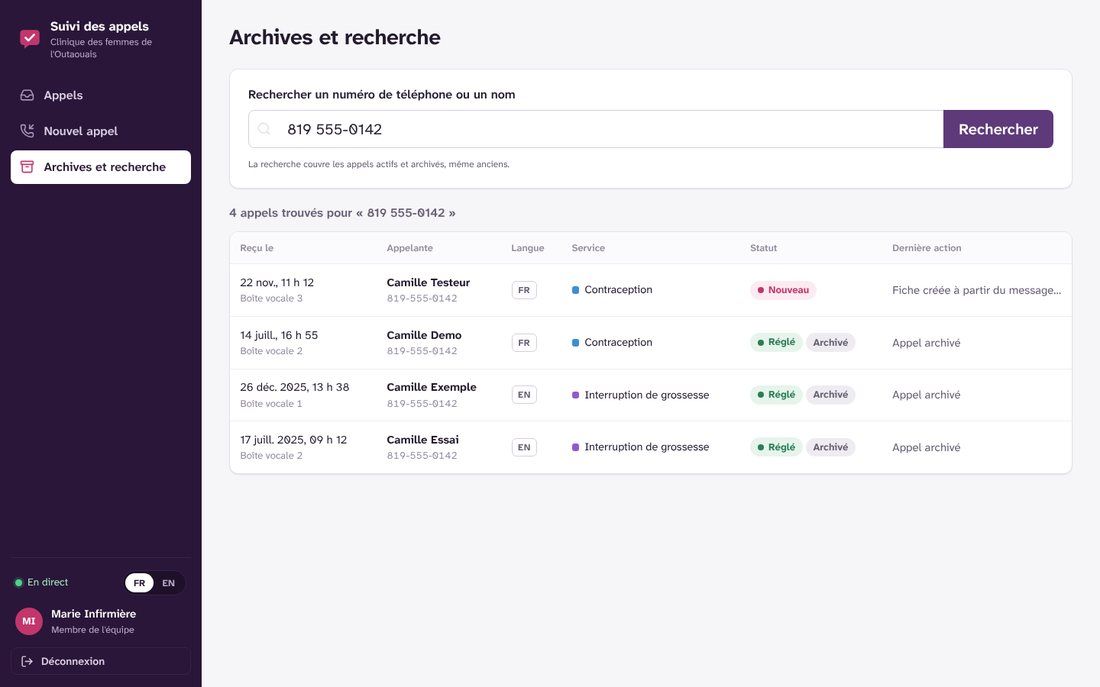 Suivi des appels
Clinique des femmes de
l'Outaouais
Appels
Nouvel appel
Archives et recherche
En direct
FR EN
MI
Marie Infirmière
Membre de l'équipe
Déconnexion
Archives et recherche
Rechercher un numéro de téléphone ou un nom
819 555-0142
Rechercher
La recherche couvre les appels actifs et archivés, même anciens.
4 appels trouvés pour « 819 555-0142 »
Reçu le Appelante Langue Service Statut Dernière action
22 nov., 11 h 12 Camille Testeur FR Contraception Nouveau Fiche créée à partir du message…
Boîte vocale 3 819-555-0142
14 juill., 16 h 55 Camille Demo FR Contraception Réglé Archivé Appel archivé
Boîte vocale 2 819-555-0142
26 déc. 2025, 13 h 38 Camille Exemple EN Interruption de grossesse Réglé Archivé Appel archivé
Boîte vocale 1 819-555-0142
17 juill. 2025, 09 h 12 Camille Essai EN Interruption de grossesse Réglé Archivé Appel archivé
Boîte vocale 2 819-555-0142